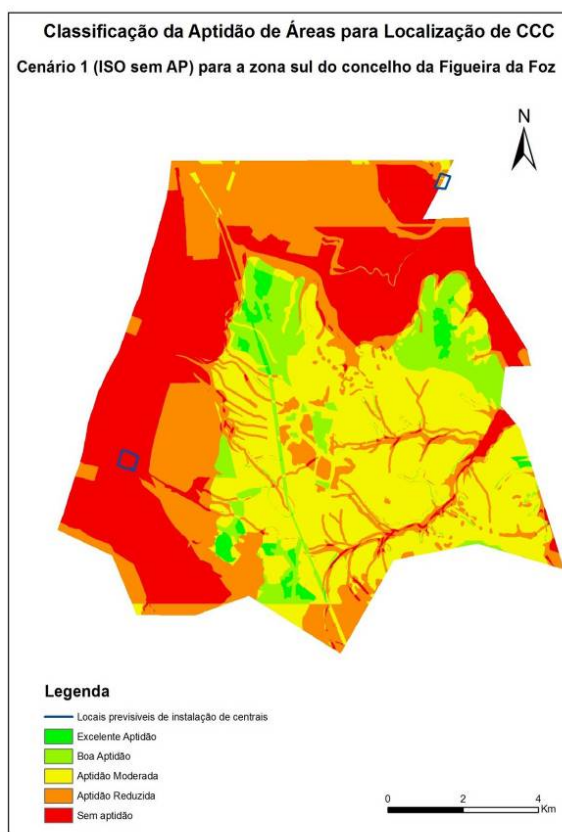 Classificação da Aptidão de Áreas para Localização de CCC
Cenário 1 (ISO sem AP) para a zona sul do concelho da Figueira da Foz
N
Legenda
Locais previsiveis de instalação de centrais
Excelente Aptidão
Boa Aptidão
Aptidão Moderada
Aptidão Reduzida
Sem aptidão
0 2 4
Km